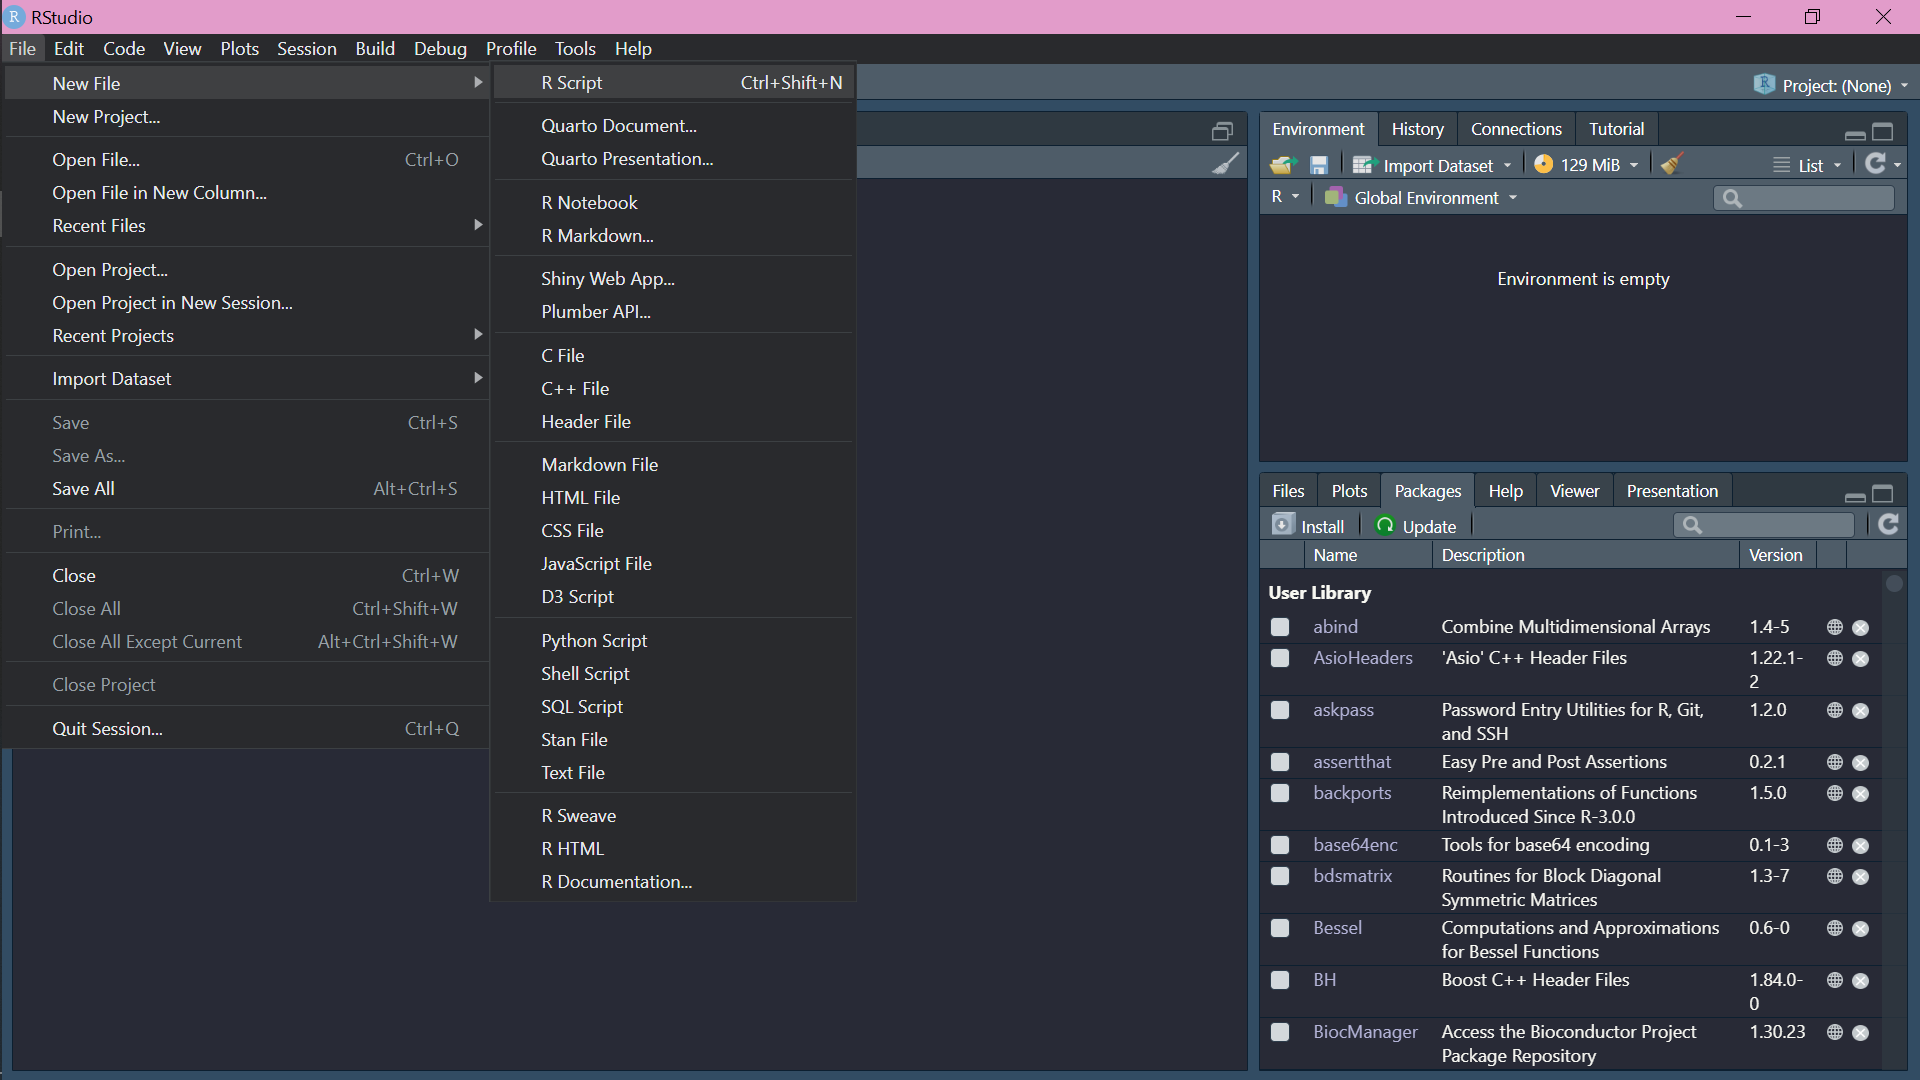 RStudio
File Edit Code View Plots Session Build Debug Profile Tools Help
New File
New Project...
Open File... Ctrl+O
Open File in New Column...
Recent Files
Open Project...
Open Project in New Session...
Recent Projects
Import Dataset
Save Ctrl+S
Save As...
Save All Alt+Ctrl+S
Print...
Close Ctrl+W
Close All Ctrl+Shift+W
Close All Except Current Alt+Ctrl+Shift+W
Close Project
Quit Session... Ctrl+Q
R Script Ctrl+Shift+N
Quarto Document...
Quarto Presentation...
R Notebook
R Markdown...
Shiny Web App...
Plumber API...
C File
C++ File
Header File
Markdown File
HTML File
CSS File
JavaScript File
D3 Script
Python Script
Shell Script
SQL Script
Stan File
Text File
R Sweave
R HTML
R Documentation...
R Project: (None)
Environment History Connections Tutorial
Import Dataset 129 MiB List
R Global Environment
Environment is empty
Files Plots Packages Help Viewer Presentation
Install Update
Name Description Version
User Library
abind Combine Multidimensional Arrays 1.4-5
AsioHeaders 'Asio' C++ Header Files 1.22.1-
2
askpass Password Entry Utilities for R, Git, 1.2.0
and SSH
assertthat Easy Pre and Post Assertions 0.2.1
backports Reimplementations of Functions 1.5.0
Introduced Since R-3.0.0
base64enc Tools for base64 encoding 0.1-3
bdsmatrix Routines for Block Diagonal 1.3-7
Symmetric Matrices
Bessel Computations and Approximations 0.6-0
for Bessel Functions
BH Boost C++ Header Files 1.84.0-
0
BiocManager Access the Bioconductor Project 1.30.23
Package Repository